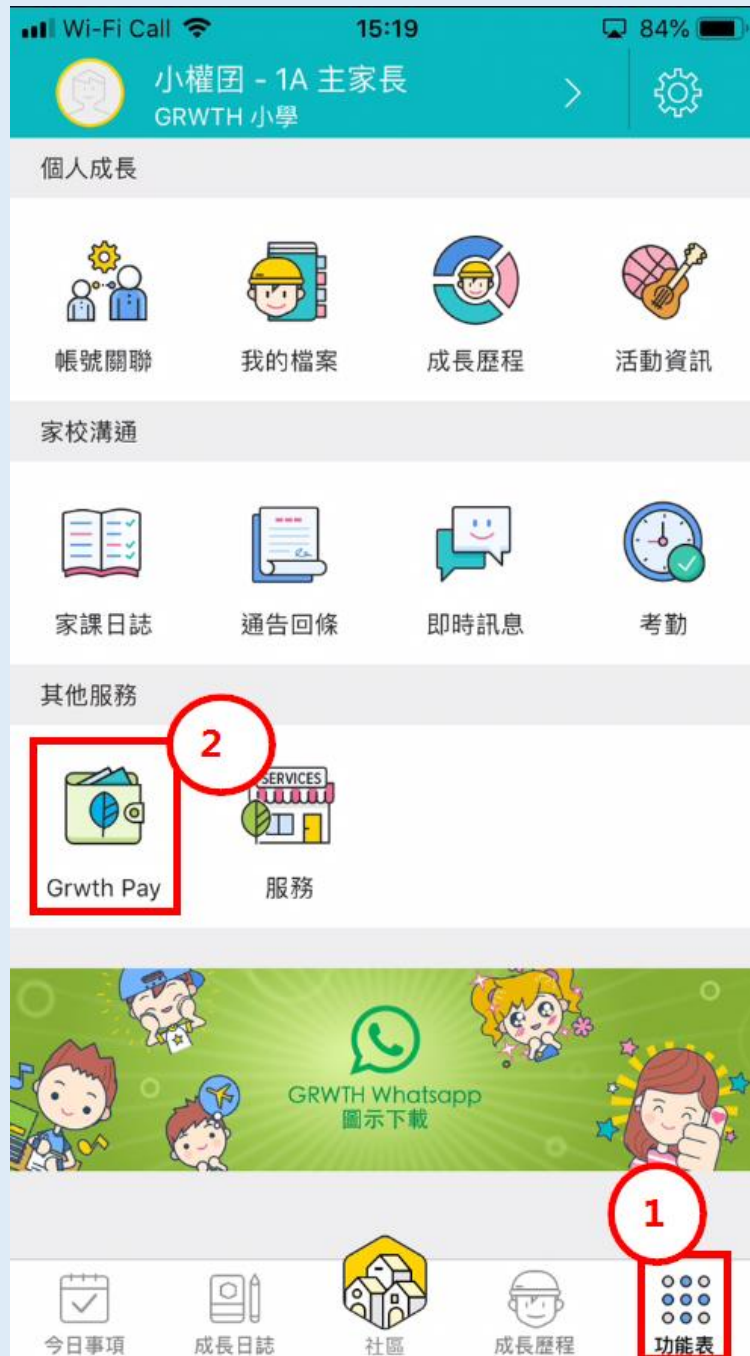 Wi-Fi Call 15:19 84%
小權囝 - 1A 主家長
GRWTH 小學
個人成長
帳號關聯 我的檔案 成長歷程 活動資訊
家校溝通
家課日誌 通告回條 即時訊息 考勤
其他服務
2
SERVICES
Grwth Pay 服務
GRWTH Whatsapp
圖示下載
1
今日事項 成長日誌 社區 成長歷程 功能表